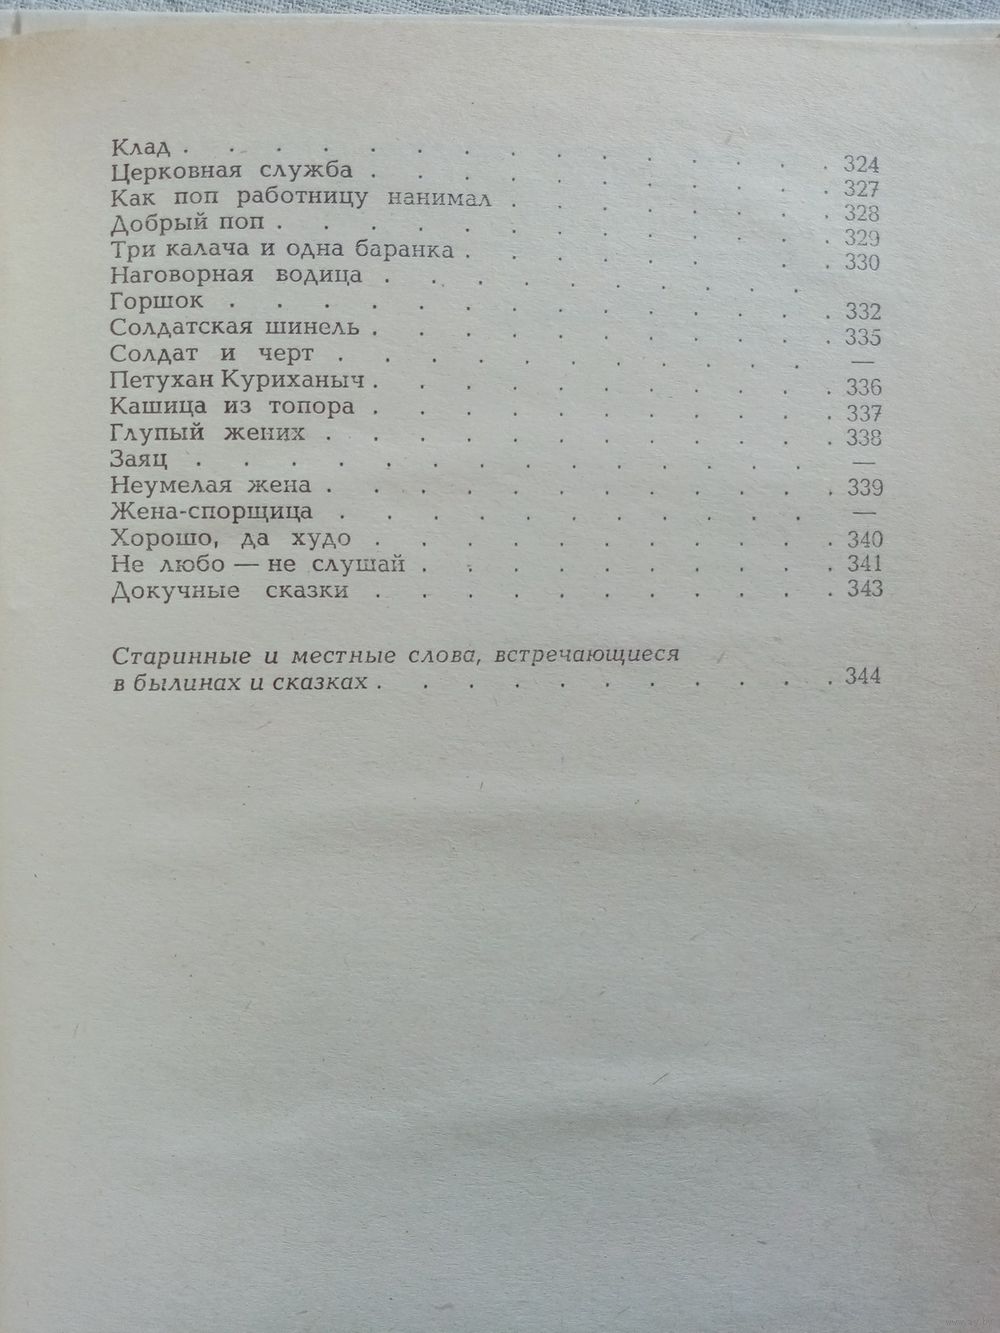 Клад . . . . . . . . . . . . . . . 324
Церковная служба . . . . . . . . . . . 327
Как поп работницу нанимал . . . . . . . . 328
Добрый поп . . . . . . . . . . . . . 329
Три калача и одна баранка . . . . . . . 330
Наговорная водица . . . . . . . . . .
Горшок . . . . . . . . . . . . . . 332
Солдатская шинель . . . . . . . . . . . 335
Солдат и черт . . . . . . . . . . . —
Петухан Куриханыч . . . . . . . . . . . 336
Кашица из топора . . . . . . . . . . . 337
Глупый жених . . . . . . . . . . . . 338
Заяц . . . . . . . . . . . . . . —
Неумелая жена . . . . . . . . . . . . 339
Жена-спорщица . . . . . . . . . . . —
Хорошо, да худо . . . . . . . . . . . 340
Не любо — не слушай . . . . . . . . . . 341
Докучные сказки . . . . . . . . . . . 343
Старинные и местные слова, встречающиеся
в былинах и сказках . . . . . . . . . . . 344
www.ay.by